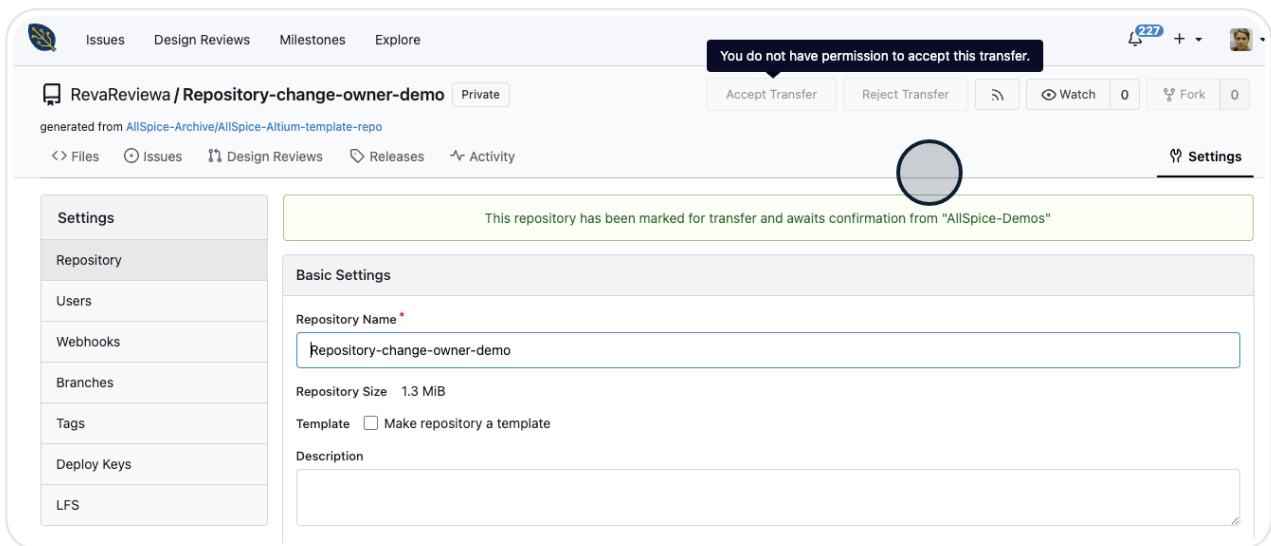 Issues Design Reviews Milestones Explore 227
You do not have permission to accept this transfer.
RevaReviewa / Repository-change-owner-demo Private Accept Transfer Reject Transfer Watch 0 Fork 0
generated from AllSpice-Archive/AllSpice-Altium-template-repo
<> Files Issues Design Reviews Releases Activity Settings
Settings
Repository
Users
Webhooks
Branches
Tags
Deploy Keys
LFS
This repository has been marked for transfer and awaits confirmation from "AllSpice-Demos"
Basic Settings
Repository Name *
Repository-change-owner-demo
Repository Size 1.3 MiB
Template Make repository a template
Description